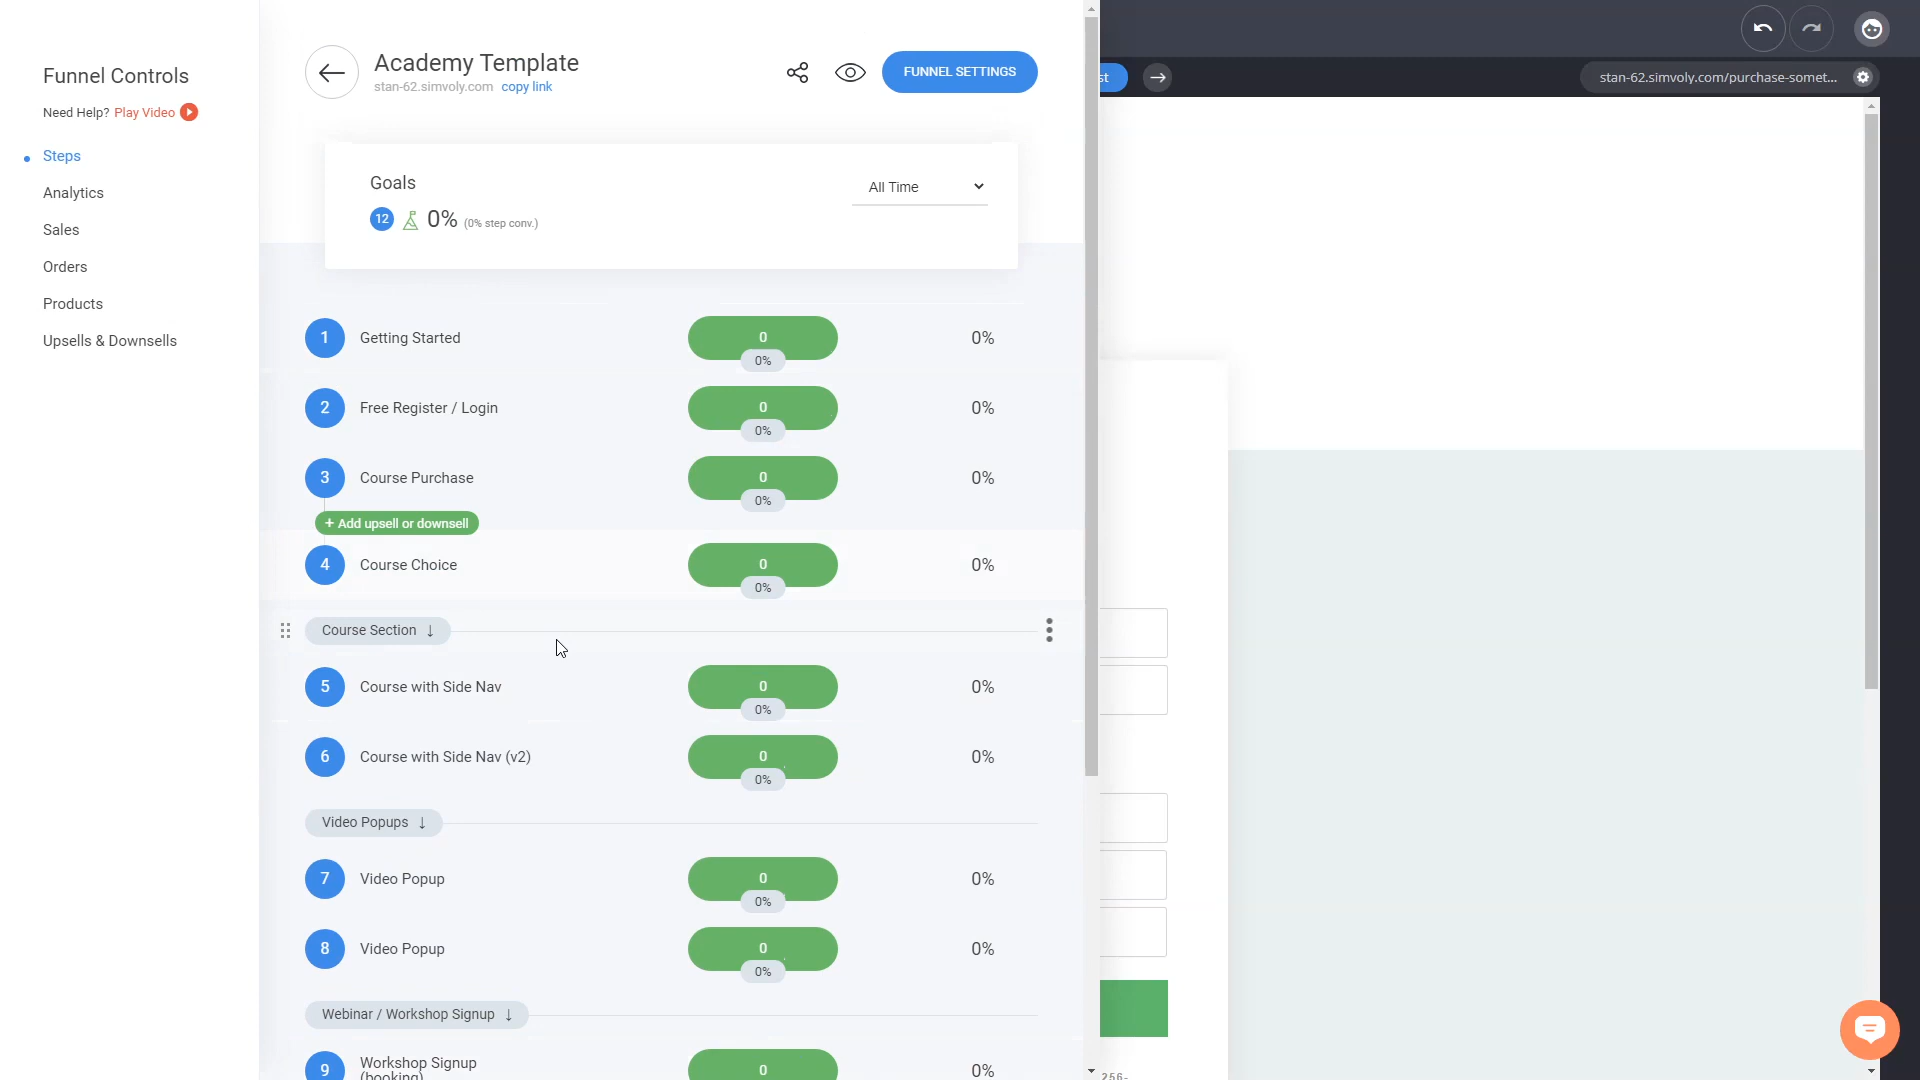 Funnel Controls
Need Help? Play Video
Steps
Analytics
Sales
Orders
Products
Upsells & Downsells
Academy Template
stan-62.simvoly.com copy link
FUNNEL SETTINGS
Goals
All Time
12 0% (0% step conv.)
1 Getting Started 0 0%
0%
2 Free Register / Login 0 0%
0%
3 Course Purchase 0 0%
0%
+ Add upsell or downsell
4 Course Choice 0 0%
0%
Course Section ↓
5 Course with Side Nav 0 0%
0%
6 Course with Side Nav (v2) 0 0%
0%
Video Popups ↓
7 Video Popup 0 0%
0%
8 Video Popup 0 0%
0%
Webinar / Workshop Signup ↓
9 Workshop Signup 0 0%
(booking)
st
stan-62.simvoly.com/purchase-somet...
256-